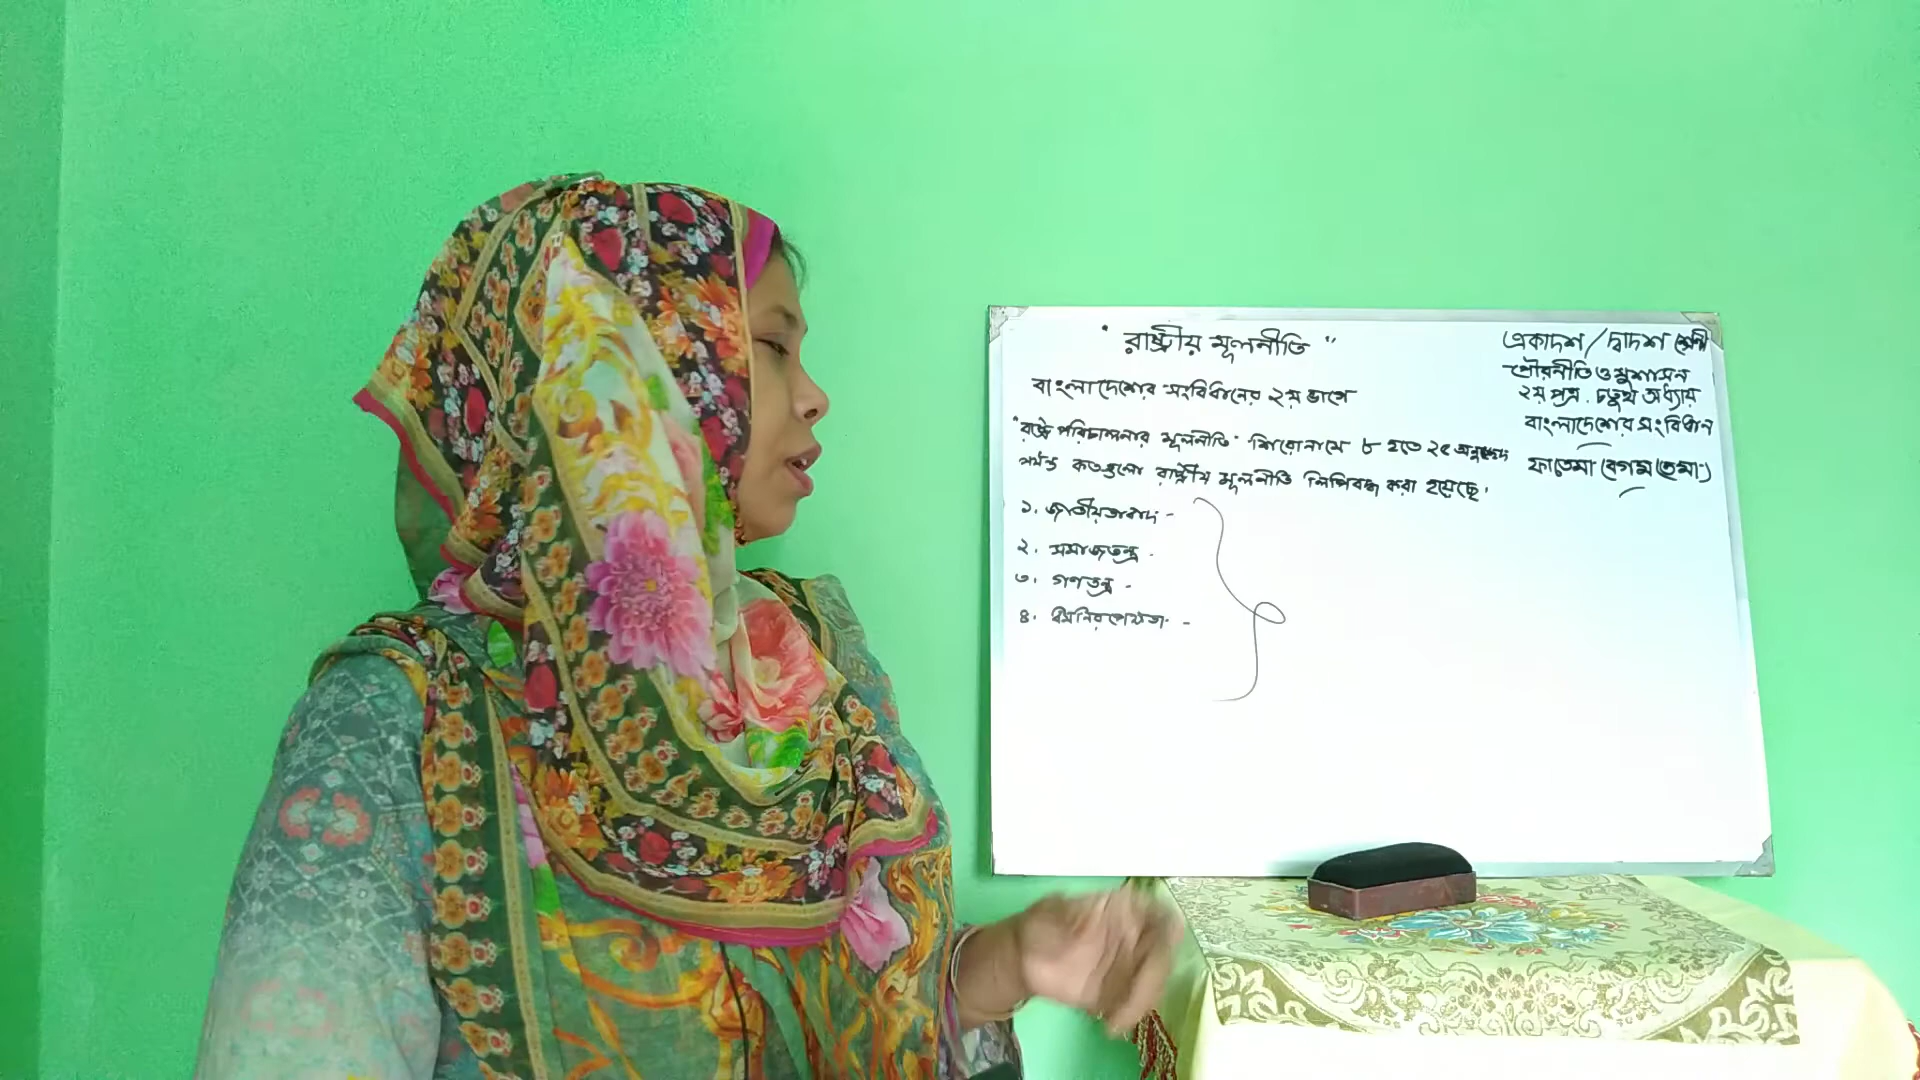 " রাষ্ট্রীয় মূলনীতি "
বাংলাদেশের সংবিধানের ২য় ভাগে
"রাষ্ট্র পরিচালনার মূলনীতি" শিরোনামে ৮ হতে ২৫ অনুচ্ছেদ
পর্যন্ত কতগুলো রাষ্ট্রীয় মূলনীতি লিপিবদ্ধ করা হয়েছে।
১. জাতীয়তাবাদ -
২. সমাজতন্ত্র -
৩. গণতন্ত্র -
৪. ধর্মনিরপেক্ষতা -
একাদশ / দ্বাদশ শ্রেণী
পৌরনীতি ও সুশাসন
২য় পত্র . চতুর্থ অধ্যায়
বাংলাদেশের সংবিধান
ফাতেমা বেগম (হেমা)